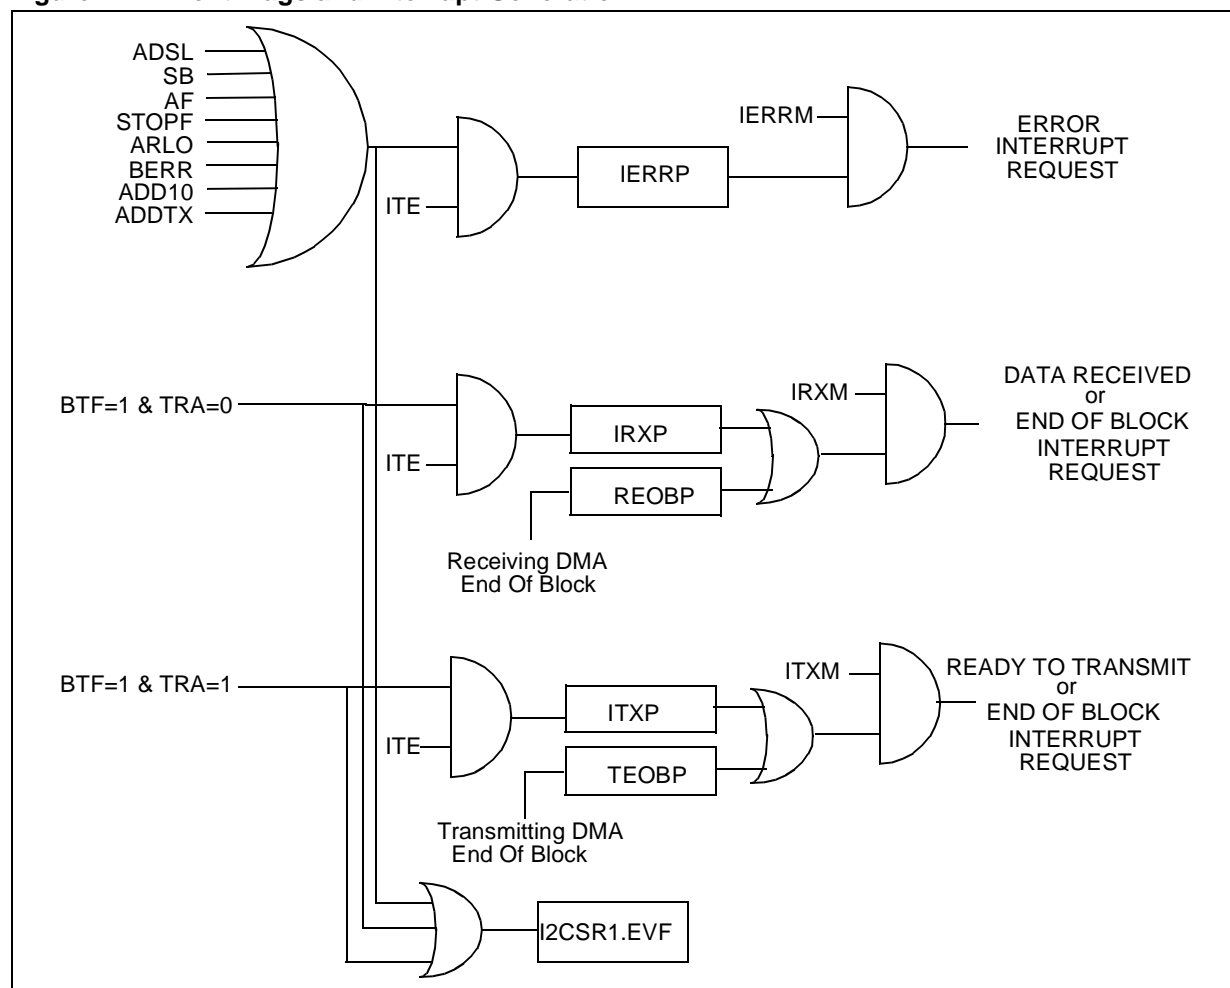 ADSL
SB
AF
STOPF
ARLO
BERR
ADD10
ADDTX
ITE
IERRP
IERRM
ERROR
INTERRUPT
REQUEST
BTF=1 & TRA=0
ITE
IRXP
REOBP
IRXM
DATA RECEIVED
or
END OF BLOCK
INTERRUPT
REQUEST
Receiving DMA
End Of Block
BTF=1 & TRA=1
ITE
ITXP
TEOBP
ITXM
READY TO TRANSMIT
or
END OF BLOCK
INTERRUPT
REQUEST
Transmitting DMA
End Of Block
I2CSR1.EVF